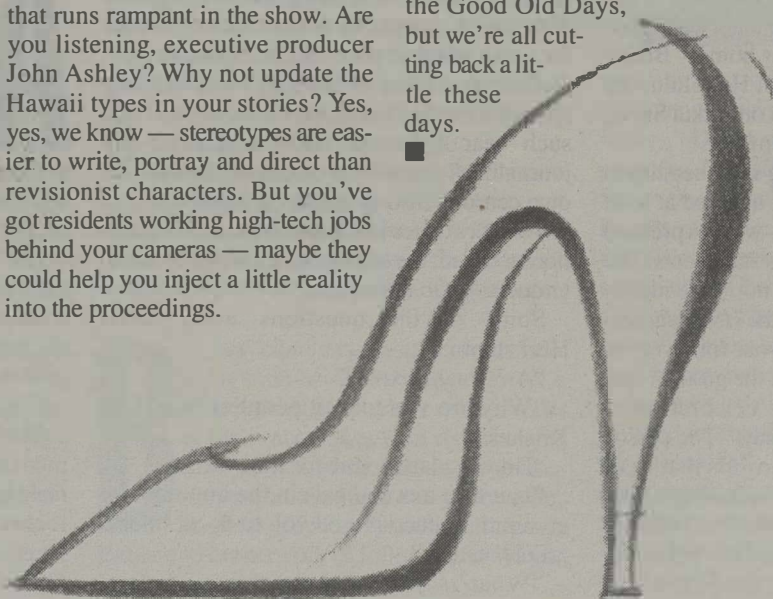 that runs rampant in the show. Are
you listening, executive producer
John Ashley? Why not update the
Hawaii types in your stories? Yes,
yes, we know — stereotypes are eas-
ier to write, portray and direct than
revisionist characters. But you've
got residents working high-tech jobs
behind your cameras — maybe they
could help you inject a little reality
into the proceedings.
the Good Old Days,
but we're all cut-
ting back a lit-
tle these
days.